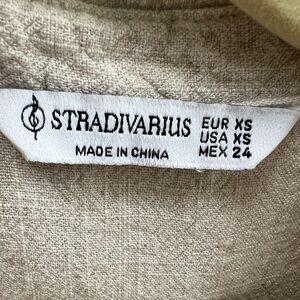 STRADIVARIUS
MADE IN CHINA
EUR XS
USA XS
MEX 24